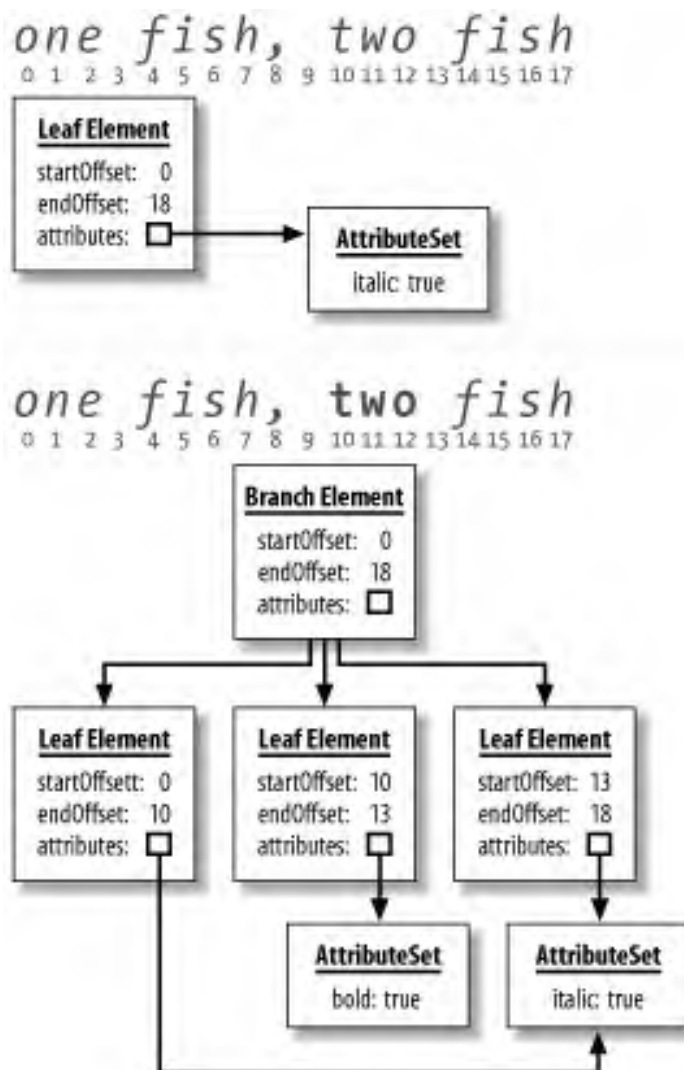 one fish, two fish
0 1 2 3 4 5 6 7 8 9 10 11 12 13 14 15 16 17
Leaf Element
startOffset: 0
endOffset: 18
attributes:
AttributeSet
italic: true
one fish, two fish
0 1 2 3 4 5 6 7 8 9 10 11 12 13 14 15 16 17
Branch Element
startOffset: 0
endOffset: 18
attributes:
Leaf Element
startOffsett: 0
endOffset: 10
attributes:
Leaf Element
startOffset: 10
endOffset: 13
attributes:
Leaf Element
startOffset: 13
endOffset: 18
attributes:
AttributeSet
bold: true
AttributeSet
italic: true